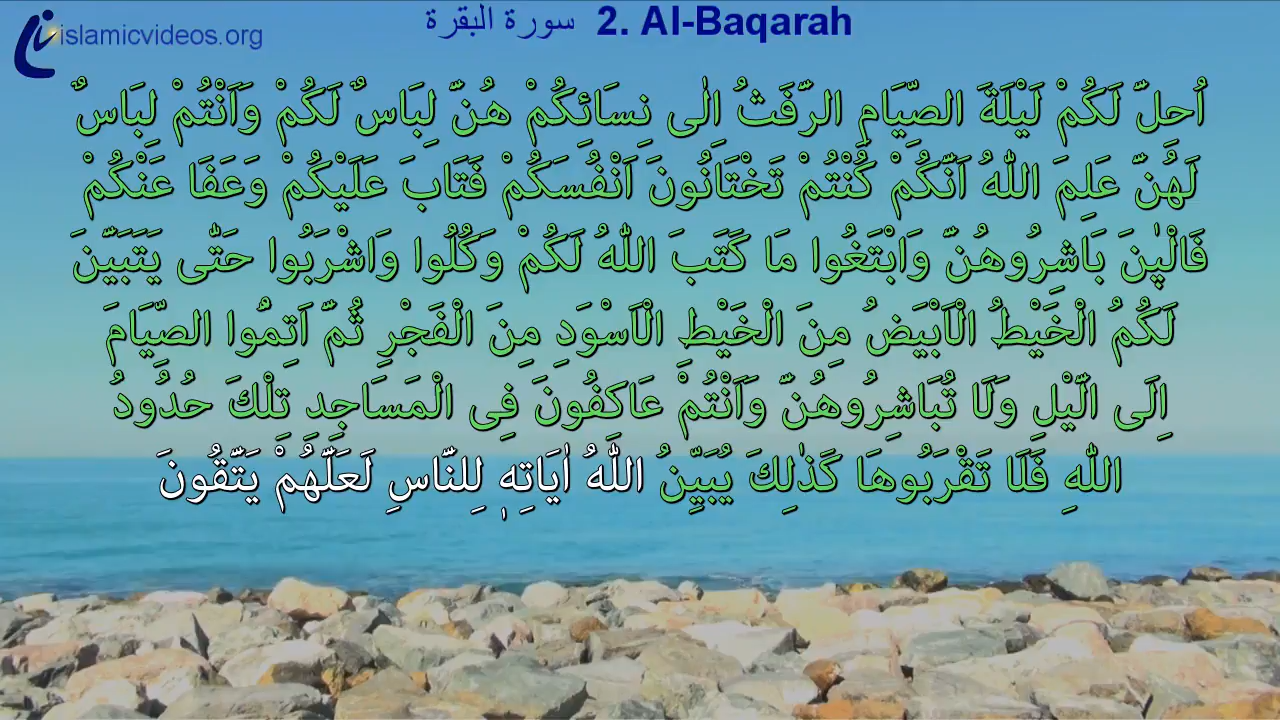 islamicvideos.org
سورة البقرة 2. Al-Baqarah
اُحِلَّ لَكُمْ لَيْلَةَ الصِّيَامِ الرَّفَثُ اِلٰى نِسَائِكُمْ هُنَّ لِبَاسٌ لَكُمْ وَاَنْتُمْ لِبَاسٌ
لَهُنَّ عَلِمَ اللّٰهُ اَنَّكُمْ كُنْتُمْ تَخْتَانُونَ اَنْفُسَكُمْ فَتَابَ عَلَيْكُمْ وَعَفَا عَنْكُمْ
فَالْـٰٔنَ بَاشِرُوهُنَّ وَابْتَغُوا مَا كَتَبَ اللّٰهُ لَكُمْ وَكُلُوا وَاشْرَبُوا حَتّٰى يَتَبَيَّنَ
لَكُمُ الْخَيْطُ الْاَبْيَضُ مِنَ الْخَيْطِ الْاَسْوَدِ مِنَ الْفَجْرِ ثُمَّ اَتِمُّوا الصِّيَامَ
اِلَى الَّيْلِ وَلَا تُبَاشِرُوهُنَّ وَاَنْتُمْ عَاكِفُونَ فِى الْمَسَاجِدِ تِلْكَ حُدُودُ
اللّٰهِ فَلَا تَقْرَبُوهَا كَذٰلِكَ يُبَيِّنُ اللّٰهُ اٰيَاتِهٖ لِلنَّاسِ لَعَلَّهُمْ يَتَّقُونَ